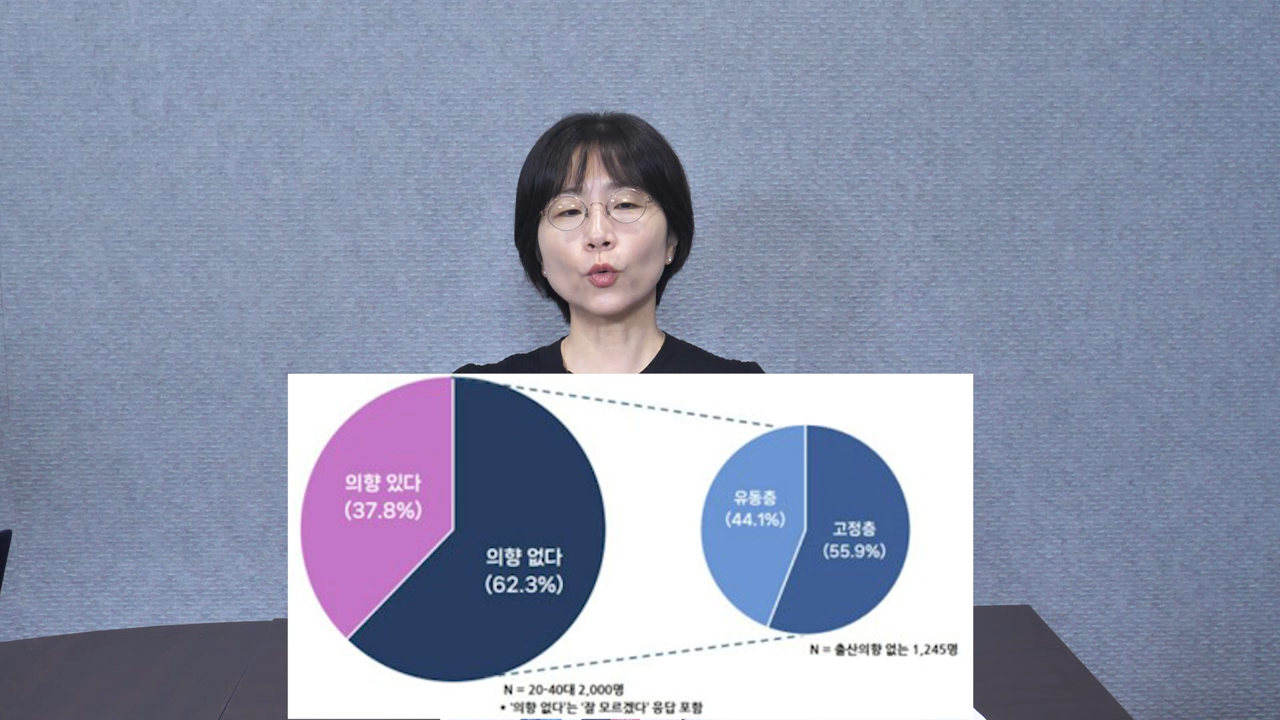 의향 있다
(37.8%)
의향 없다
(62.3%)
유동층
(44.1%)
고정층
(55.9%)
N = 출산의향 없는 1,245명
N = 20-40대 2,000명
• ‘의향 없다’는 ‘잘 모르겠다’ 응답 포함